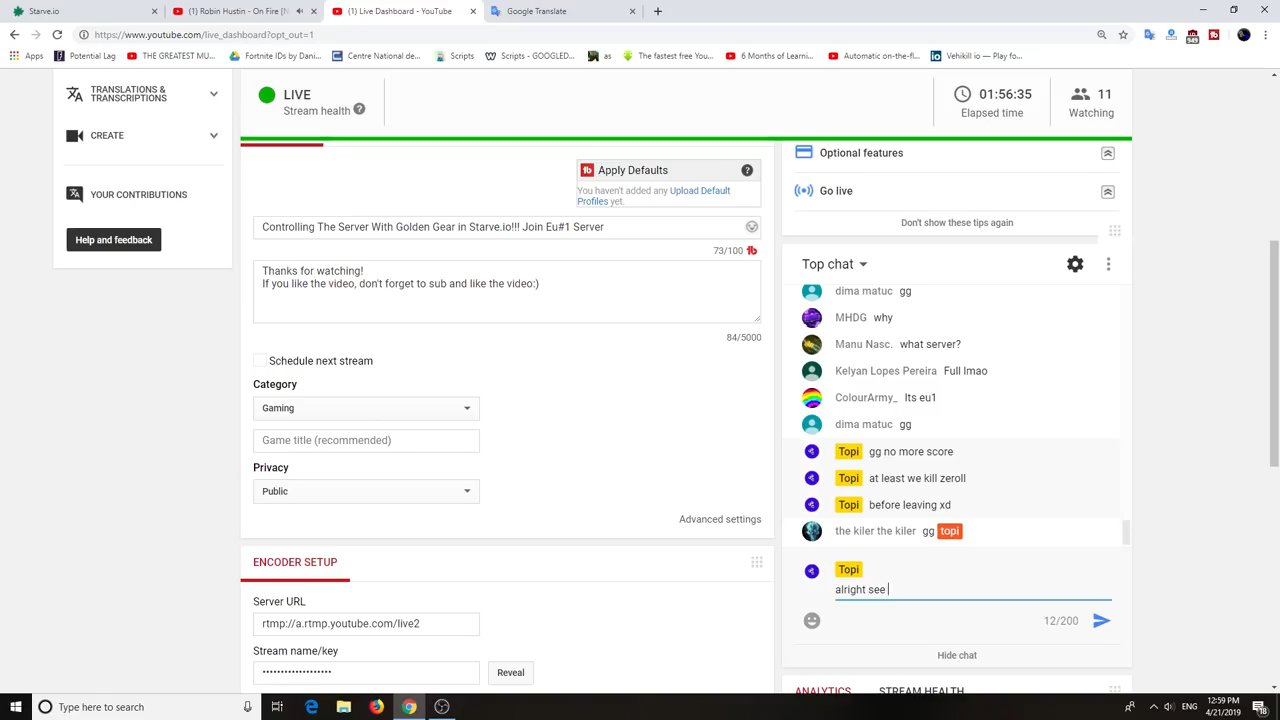 Starve.io
(1) Robin Hustin - On Fire [N
(1) Live Dashboard - YouTube
Google Translate
https://www.youtube.com/live_dashboard?opt_out=1
Apps
Potential Lag
THE GREATEST MU...
Fortnite IDs by Dani...
Centre National de...
Scripts
Scripts - GOOGLED...
as
The fastest free You...
6 Months of Learni...
Automatic on-the-fl...
Vehikill io — Play fo...
TRANSLATIONS & TRANSCRIPTIONS
CREATE
YOUR CONTRIBUTIONS
Help and feedback
LIVE
Stream health
01:56:35
Elapsed time
11
Watching
Apply Defaults
You haven't added any Upload Default
Profiles yet.
Controlling The Server With Golden Gear in Starve.io!!! Join Eu#1 Server
73/100
Thanks for watching!
If you like the video, don't forget to sub and like the video:)
84/5000
Schedule next stream
Category
Gaming
Game title (recommended)
Privacy
Public
Advanced settings
ENCODER SETUP
Server URL
rtmp://a.rtmp.youtube.com/live2
Stream name/key
•••••••••••••••••••
Reveal
Optional features
Go live
Don't show these tips again
Top chat
dima matuc gg
MHDG why
Manu Nasc. what server?
Kelyan Lopes Pereira Full lmao
ColourArmy_ Its eu1
dima matuc gg
Topi gg no more score
Topi at least we kill zeroll
Topi before leaving xd
the kiler the kiler gg topi
Topi
alright see
12/200
Hide chat
ANALYTICS STREAM HEALTH
Type here to search
ENG
12:59 PM
4/21/2019
18